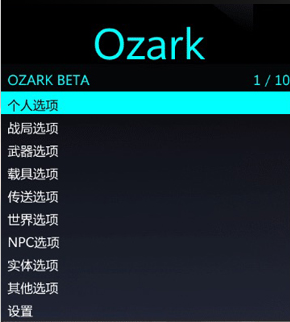 Ozark
OZARK BETA 1 / 10
个人选项
战局选项
武器选项
载具选项
传送选项
世界选项
NPC选项
实体选项
其他选项
设置